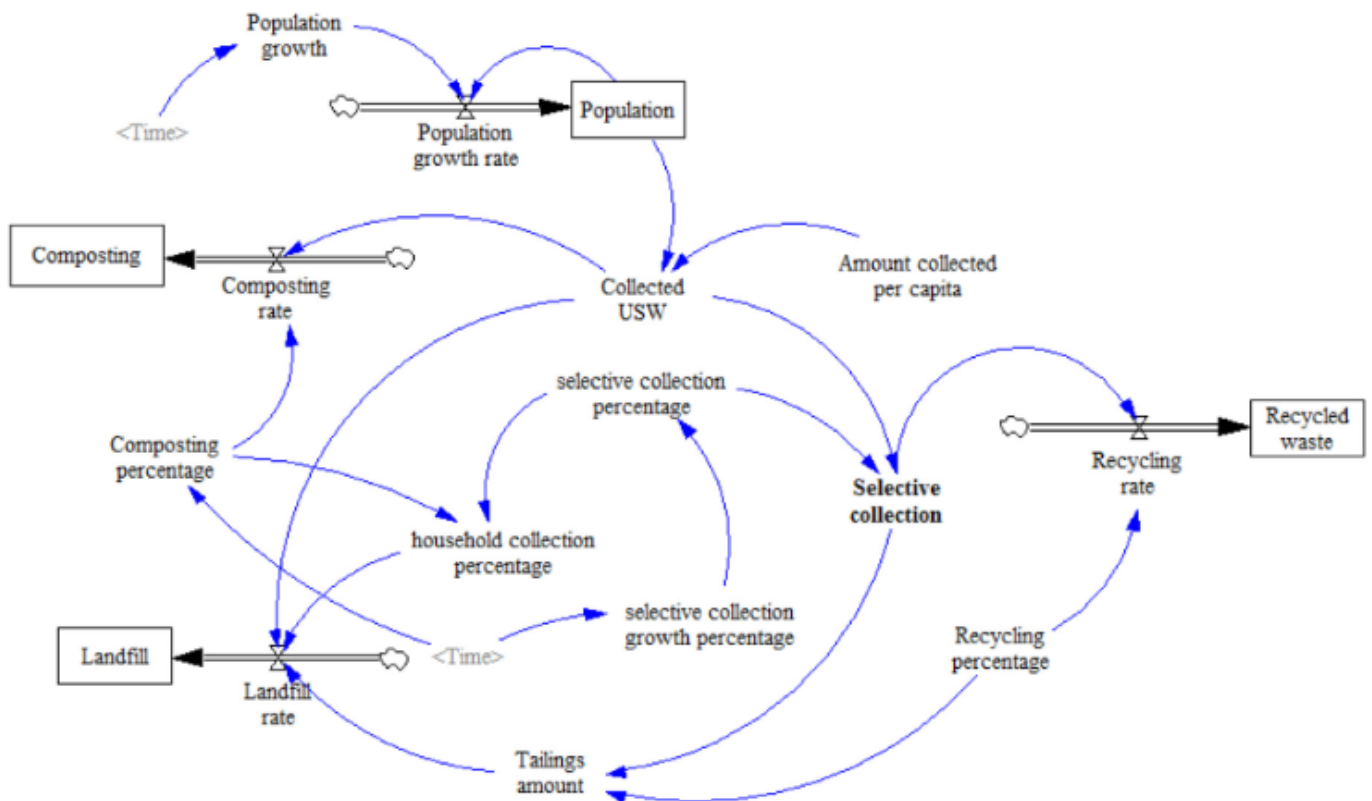 Population
growth
<Time>
Population
growth rate
Population
Composting
Composting
rate
Collected
USW
Amount collected
per capita
selective collection
percentage
Composting
percentage
Recycling
rate
Recycled
waste
Selective
collection
household collection
percentage
selective collection
growth percentage
Recycling
percentage
Landfill
Landfill
rate
<Time>
Tailings
amount